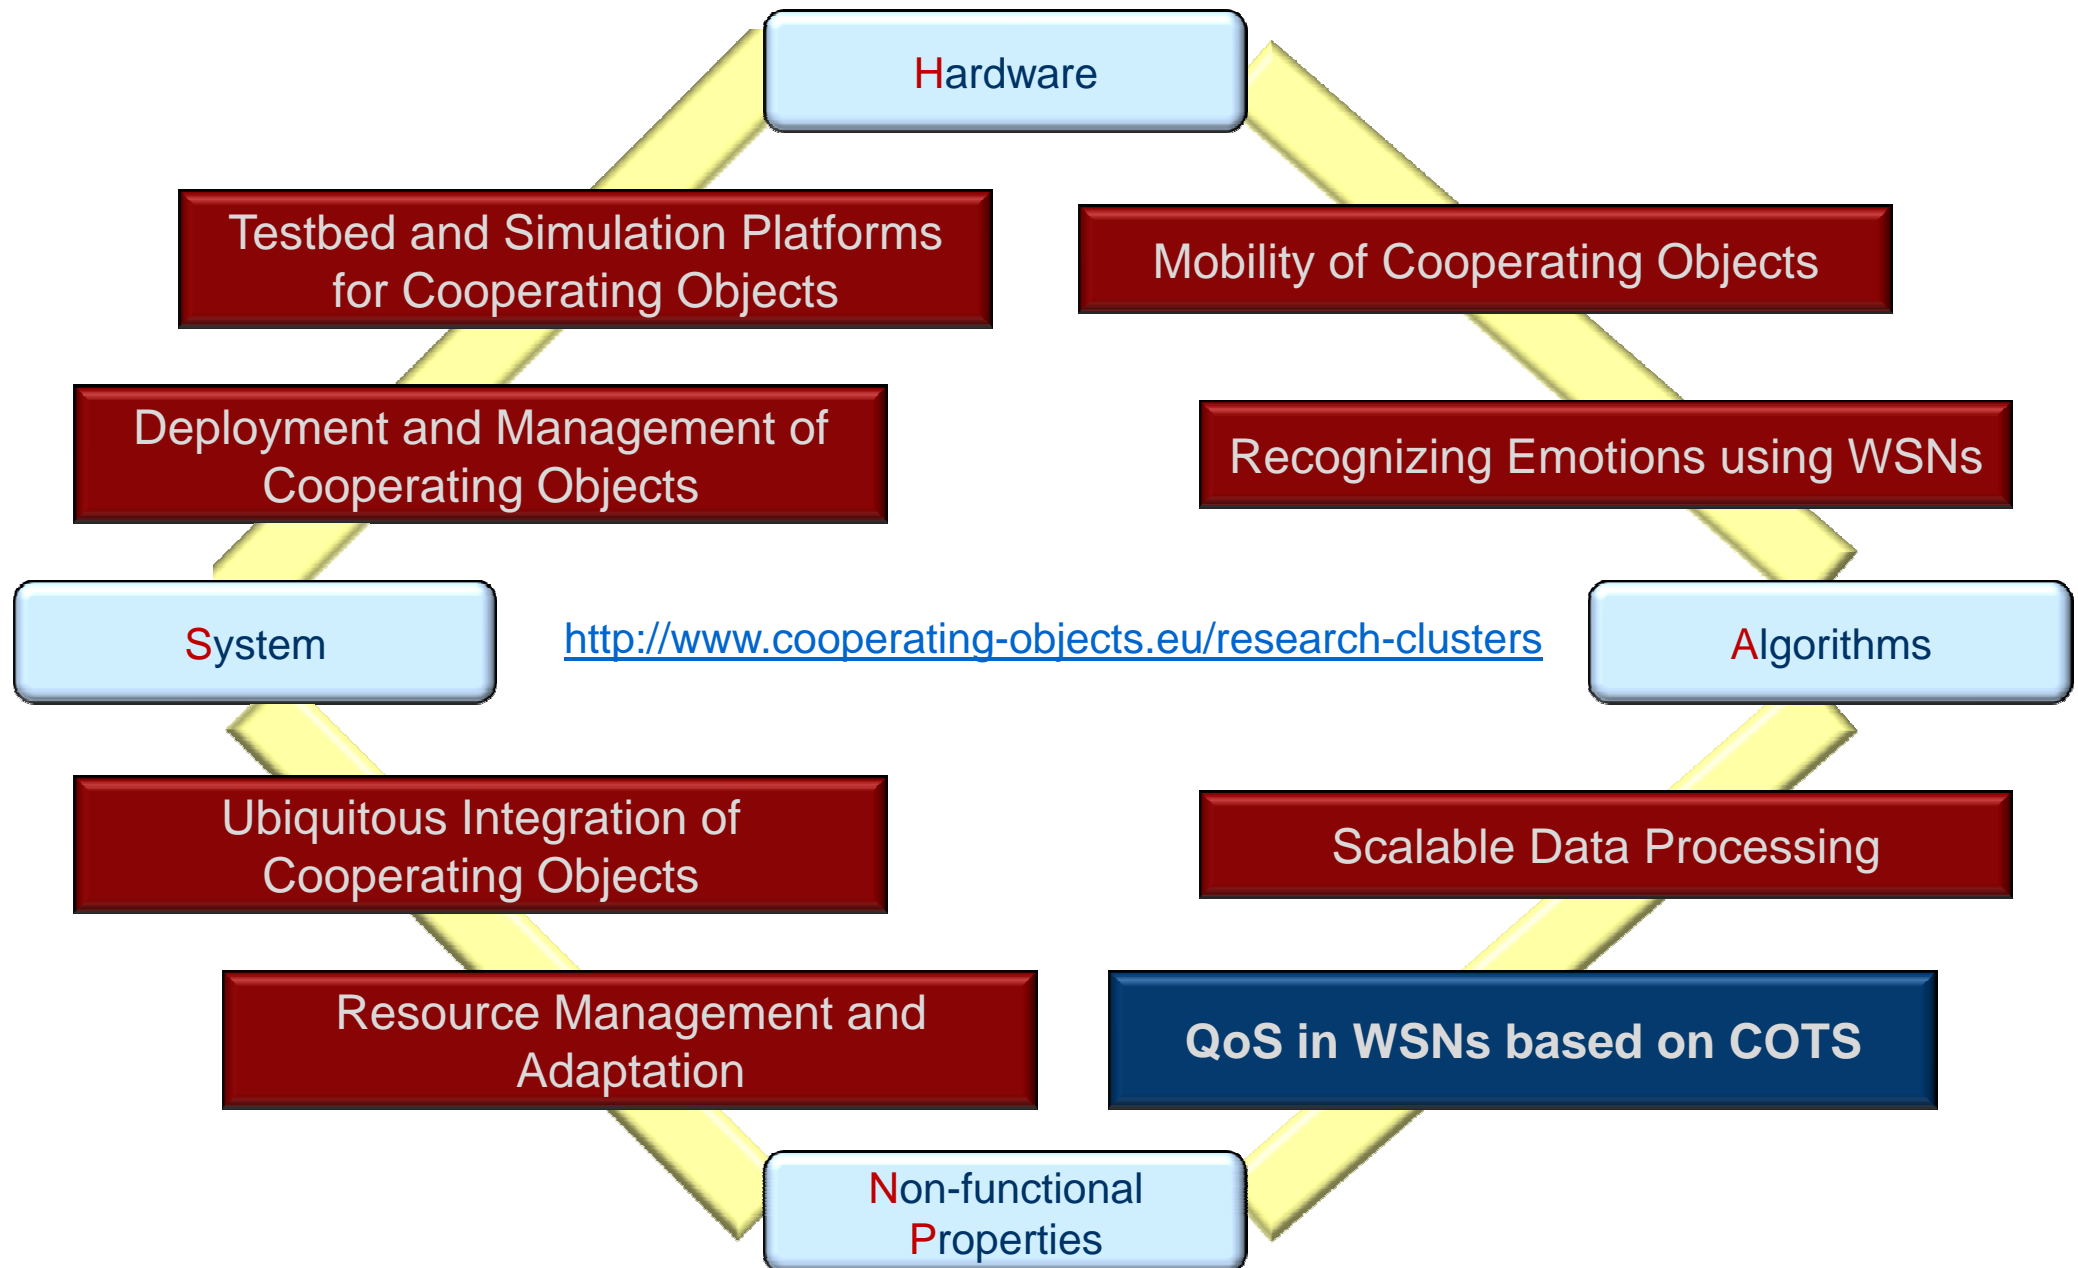 Hardware
Testbed and Simulation Platforms
for Cooperating Objects
Mobility of Cooperating Objects
Deployment and Management of
Cooperating Objects
Recognizing Emotions using WSNs
System
http://www.cooperating-objects.eu/research-clusters
Algorithms
Ubiquitous Integration of
Cooperating Objects
Scalable Data Processing
Resource Management and
Adaptation
QoS in WSNs based on COTS
Non-functional
Properties